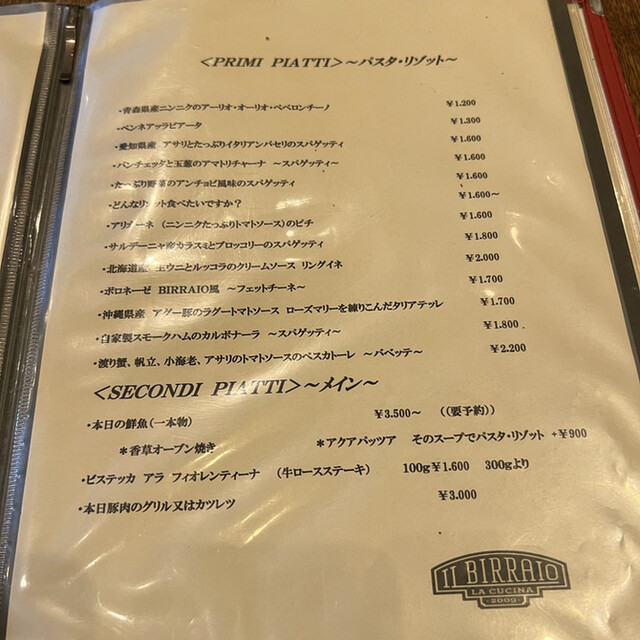 ＜PRIMI PIATTI＞～パスタ・リゾット～
・青森県産ニンニクのアーリオ・オーリオ・ペペロンチーノ ￥1.200
・ペンネアッラビアータ ￥1.300
・愛知県産 アサリとたっぷりイタリアンパセリのスパゲッティ ￥1.600
・パンチェッタと玉葱のアマトリチャーナ ～スパゲッティ～ ￥1.600
・たっぷり野菜のアンチョビ風味のスパゲッティ ￥1.600
・どんなリゾット食べたいですか？ ￥1.600～
・アリオーネ （ニンニクたっぷりトマトソース）のピチ ￥1.600
・サルデーニャ産カラスミとブロッコリーのスパゲッティ ￥1.800
・北海道産 生ウニとルッコラのクリームソース リングイネ ￥2.000
・ボロネーゼ BIRRAIO風 ～フェットチーネ～ ￥1.700
・沖縄県産 アグー豚のラグートマトソース ローズマリーを練りこんだタリアテッレ ￥1.700
・自家製スモークハムのカルボナーラ ～スパゲッティ～ ￥1.800
・渡り蟹、帆立、小海老、アサリのトマトソースのペスカトーレ ～バベッテ～ ￥2.200
＜SECONDI PIATTI＞～メイン～
・本日の鮮魚（一本物） ￥3.500～ （（要予約））
＊香草オーブン焼き ＊アクアパッツア そのスープでパスタ・リゾット +￥900
・ビステッカ アラ フィオレンティーナ （牛ロースステーキ） 100g￥1.600 300gより
・本日豚肉のグリル又はカツレツ ￥3.000
IL BIRRAIO
LA CUCINA
2009